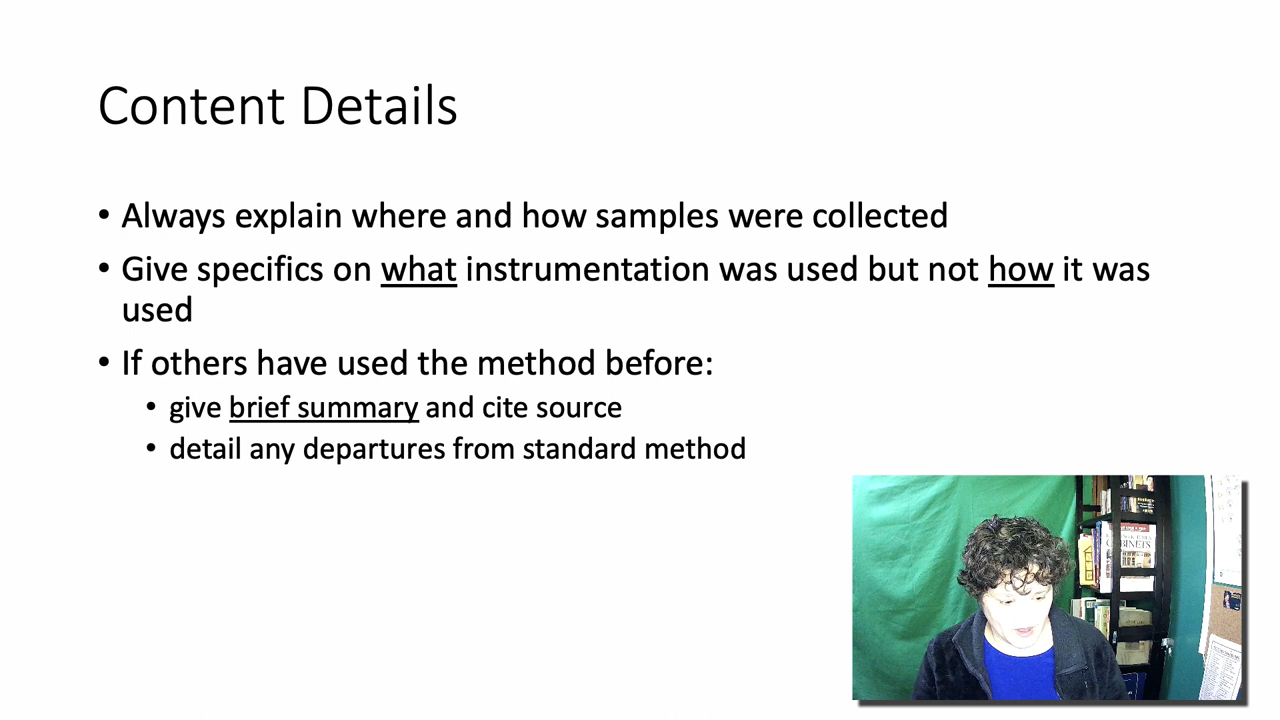 Content Details
• Always explain where and how samples were collected
• Give specifics on what instrumentation was used but not how it was
used
• If others have used the method before:
• give brief summary and cite source
• detail any departures from standard method
CABINETS